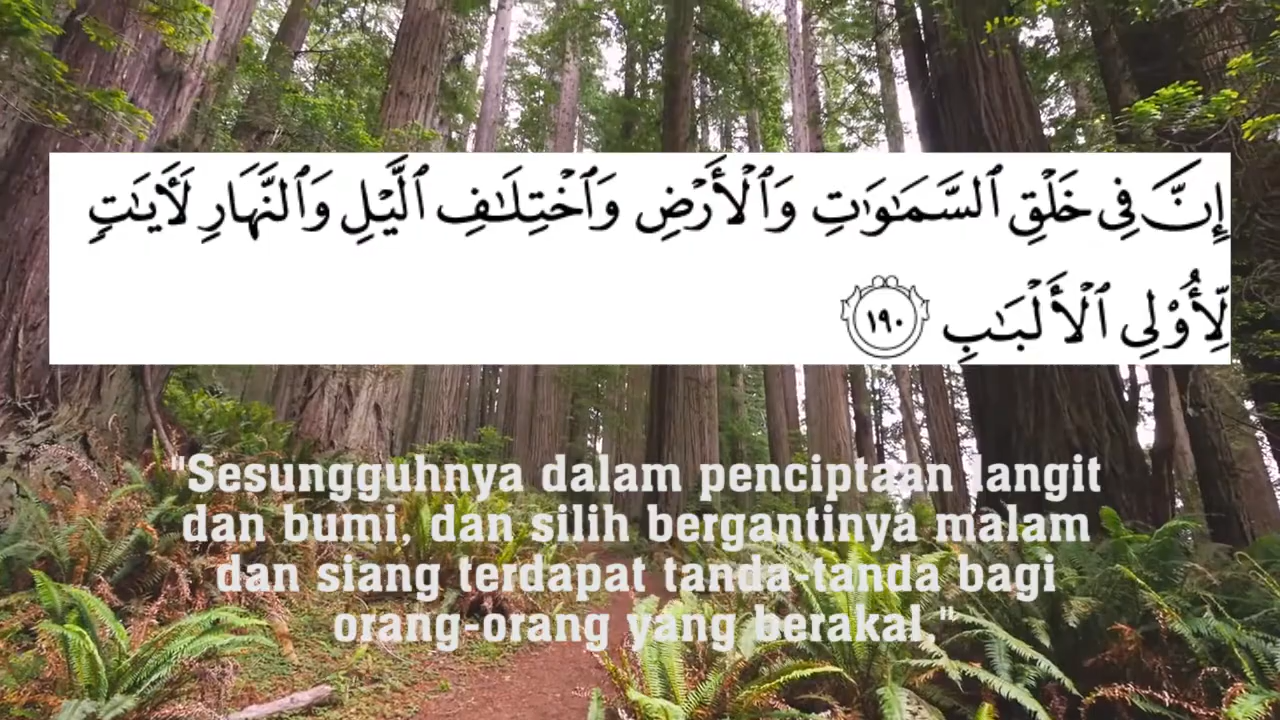 إِنَّ فِى خَلْقِ ٱلسَّمَـٰوَٰتِ وَٱلْأَرْضِ وَٱخْتِلَـٰفِ ٱلَّيْلِ وَٱلنَّهَارِ لَـَٔايَـٰتٍ
لِّأُو۟لِى ٱلْأَلْبَـٰبِ ١٩٠
"Sesungguhnya dalam penciptaan langit
dan bumi, dan silih bergantinya malam
dan siang terdapat tanda-tanda bagi
orang-orang yang berakal,"